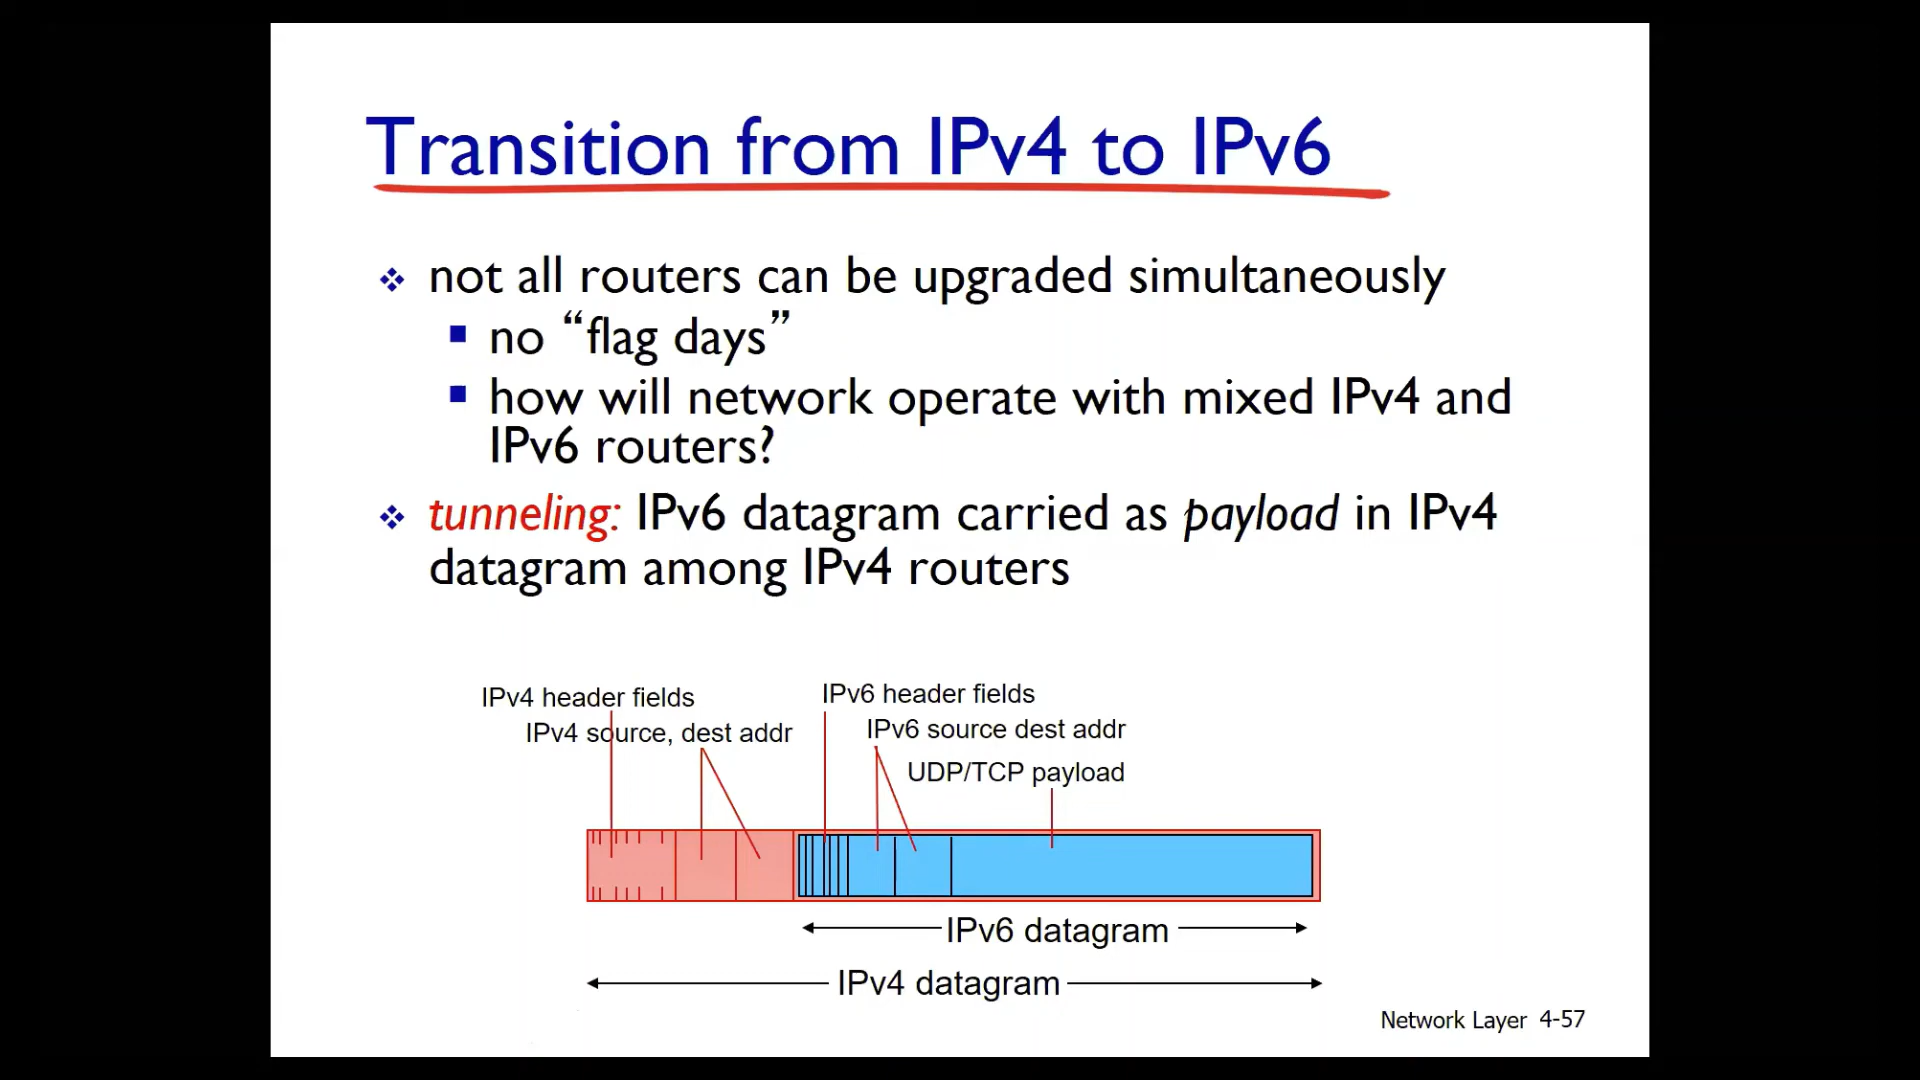 Transition from IPv4 to IPv6
not all routers can be upgraded simultaneously
no “flag days”
how will network operate with mixed IPv4 and
IPv6 routers?
tunneling: IPv6 datagram carried as payload in IPv4
datagram among IPv4 routers
IPv4 header fields
IPv4 source, dest addr
IPv6 header fields
IPv6 source dest addr
UDP/TCP payload
IPv6 datagram
IPv4 datagram
Network Layer 4-57